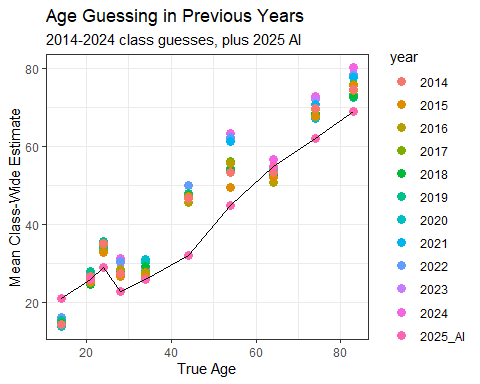 Age Guessing in Previous Years
2014-2024 class guesses, plus 2025 AI
Mean Class-Wide Estimate
80
60
40
20
20 40 60 80
True Age
year
2014
2015
2016
2017
2018
2019
2020
2021
2022
2023
2024
2025_AI